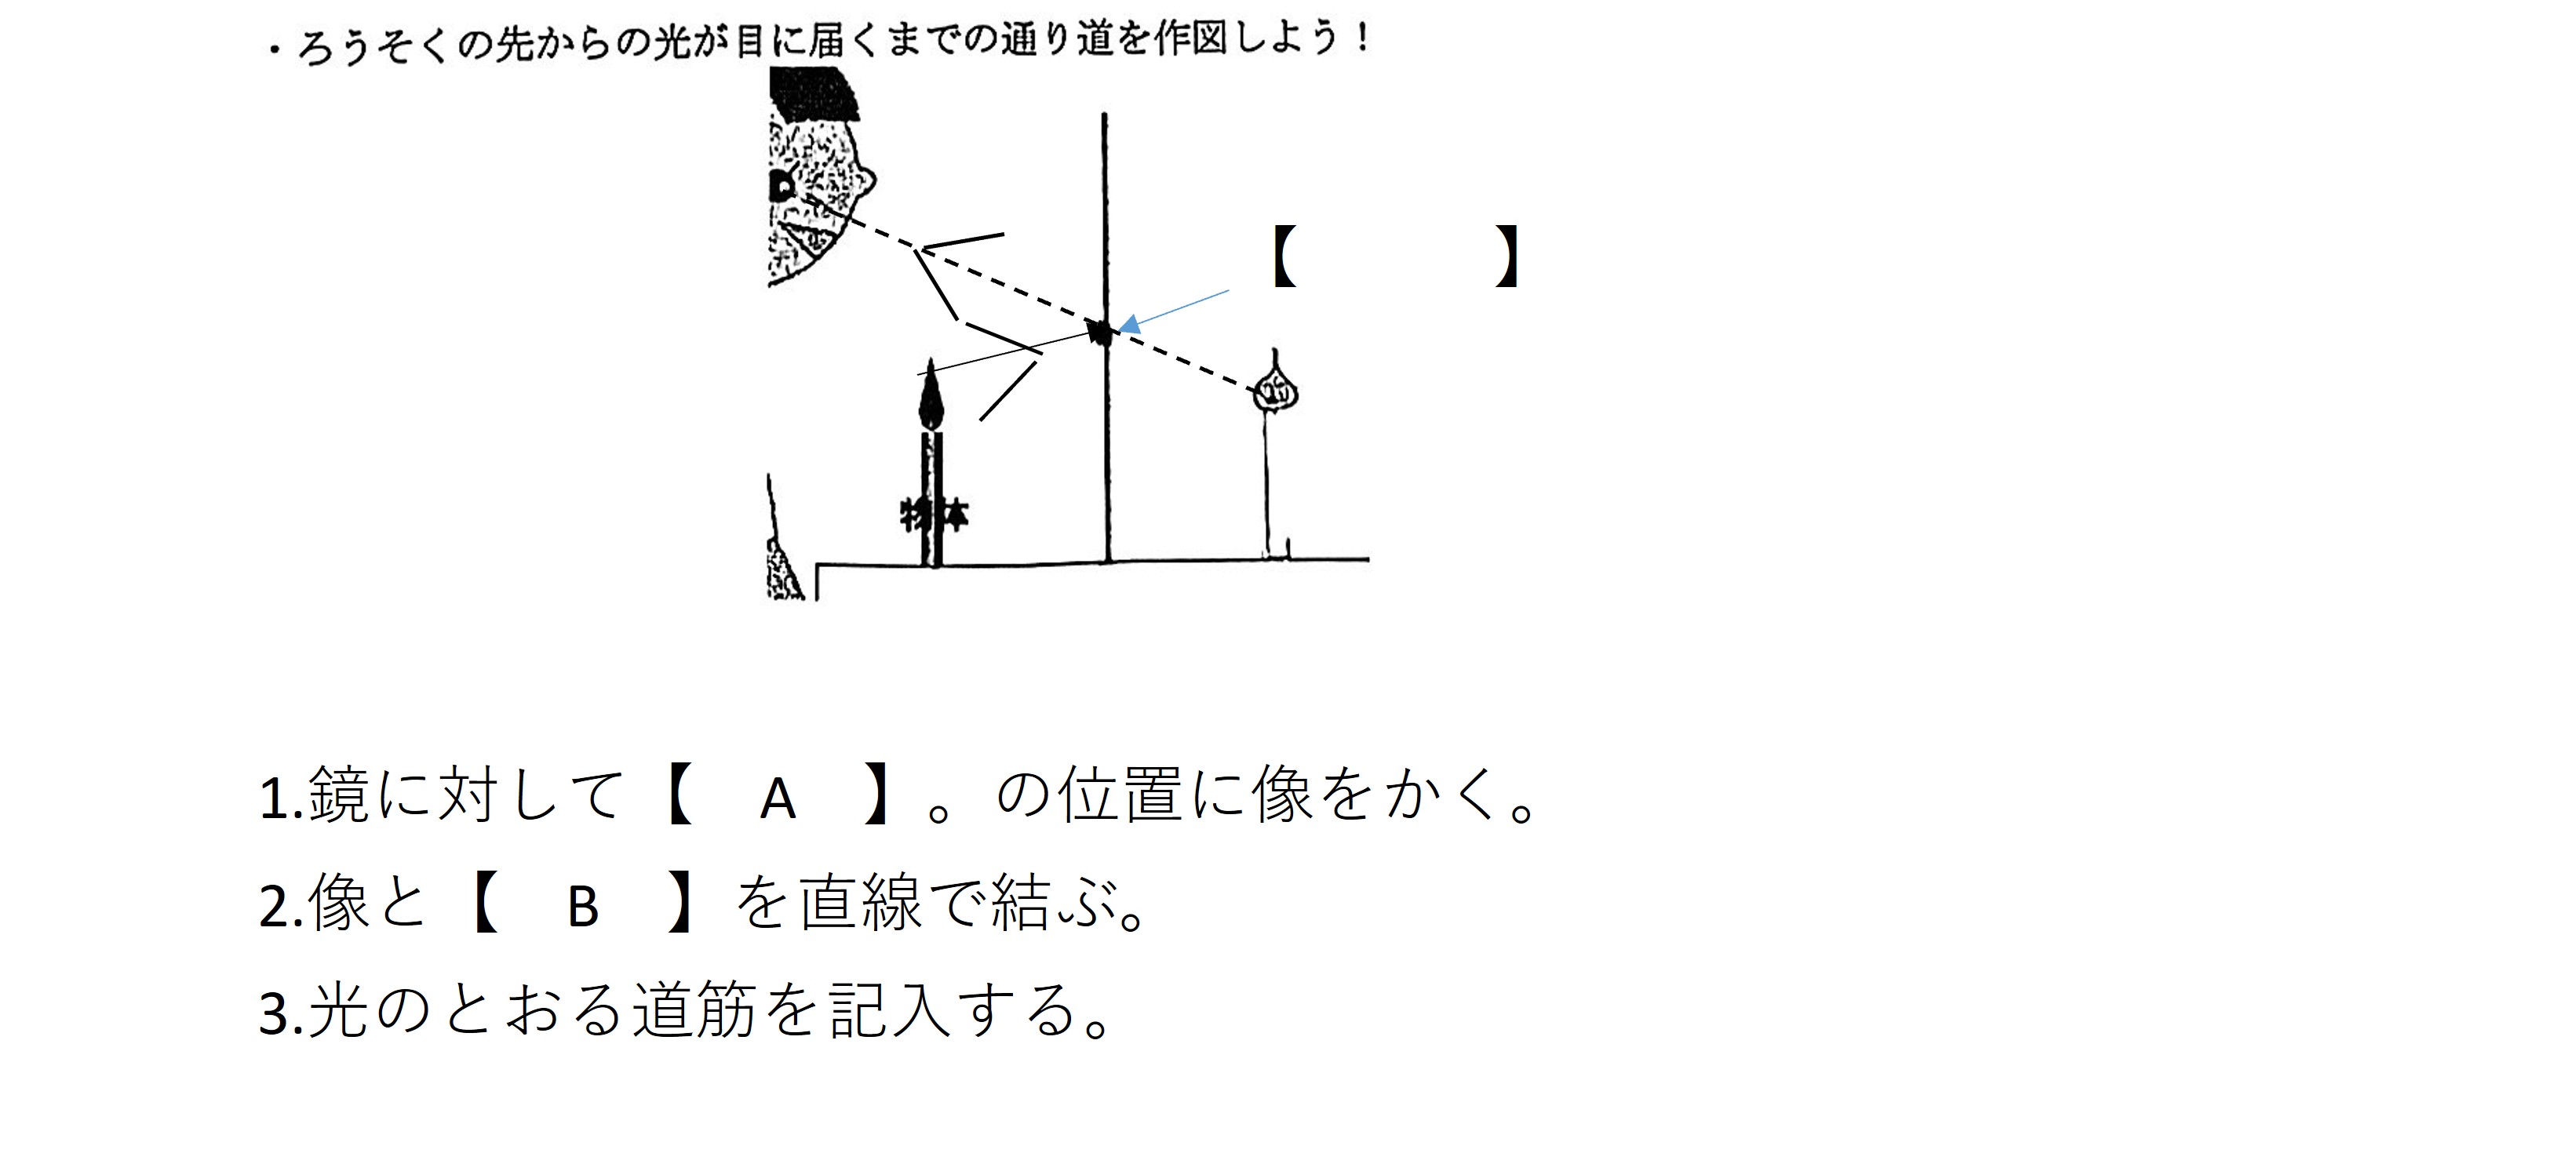 ・ろうそくの先からの光が目に届くまでの通り道を作図しよう！
【　　　】
物体
1.鏡に対して【　A　】。の位置に像をかく。
2.像と【　B　】を直線で結ぶ。
3.光のとおる道筋を記入する。